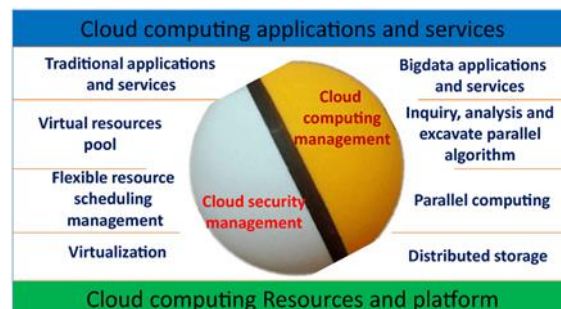 Cloud computing applications and services
Traditional applications
and services
Virtual resources
pool
Flexible resource
scheduling
management
Virtualization
Cloud
computing
management
Cloud security
management
Bigdata applications
and services
Inquiry, analysis and
excavate parallel
algorithm
Parallel computing
Distributed storage
Cloud computing Resources and platform